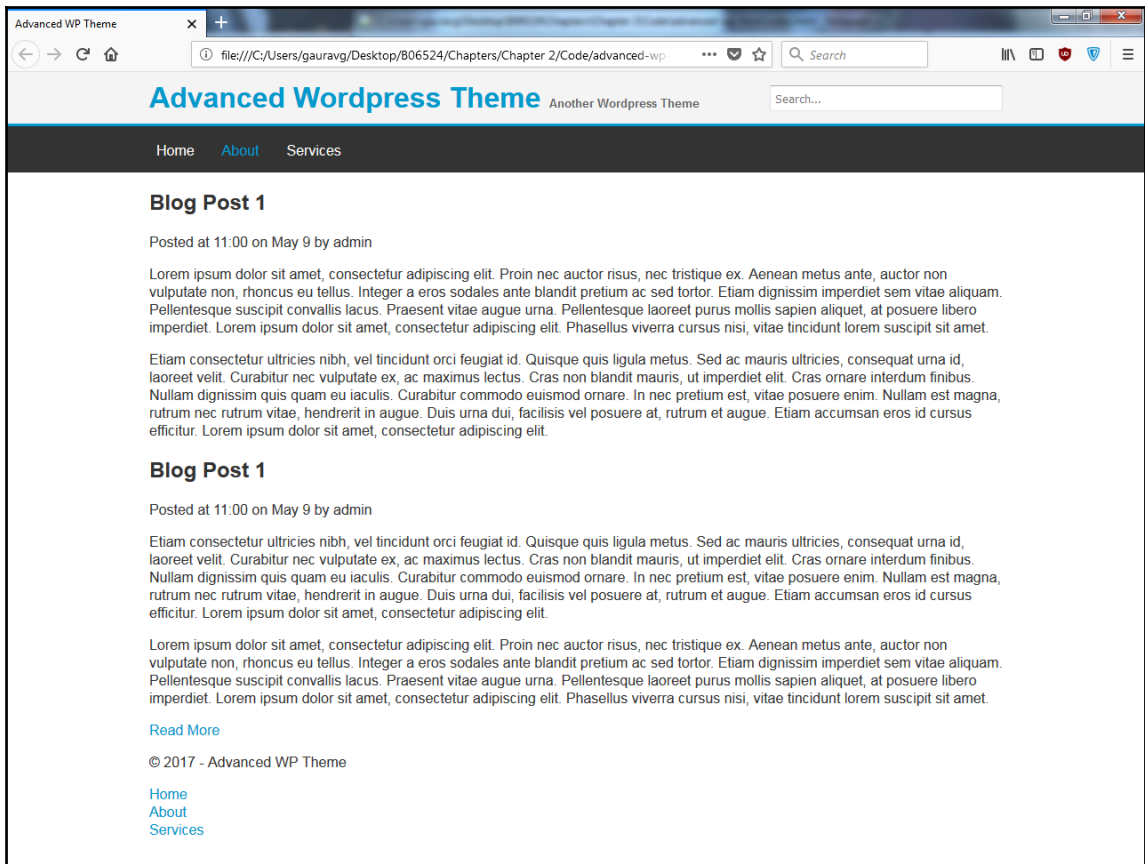 Advanced WP Theme
file:///C:/Users/gauravg/Desktop/B06524/Chapters/Chapter 2/Code/advanced-wp-
Search
Advanced Wordpress Theme Another Wordpress Theme
Search...
Home About Services
Blog Post 1
Posted at 11:00 on May 9 by admin
Lorem ipsum dolor sit amet, consectetur adipiscing elit. Proin nec auctor risus, nec tristique ex. Aenean metus ante, auctor non
vulputate non, rhoncus eu tellus. Integer a eros sodales ante blandit pretium ac sed tortor. Etiam dignissim imperdiet sem vitae aliquam.
Pellentesque suscipit convallis lacus. Praesent vitae augue urna. Pellentesque laoreet purus mollis sapien aliquet, at posuere libero
imperdiet. Lorem ipsum dolor sit amet, consectetur adipiscing elit. Phasellus viverra cursus nisi, vitae tincidunt lorem suscipit sit amet.
Etiam consectetur ultricies nibh, vel tincidunt orci feugiat id. Quisque quis ligula metus. Sed ac mauris ultricies, consequat urna id,
laoreet velit. Curabitur nec vulputate ex, ac maximus lectus. Cras non blandit mauris, ut imperdiet elit. Cras ornare interdum finibus.
Nullam dignissim quis quam eu iaculis. Curabitur commodo euismod ornare. In nec pretium est, vitae posuere enim. Nullam est magna,
rutrum nec rutrum vitae, hendrerit in augue. Duis urna dui, facilisis vel posuere at, rutrum et augue. Etiam accumsan eros id cursus
efficitur. Lorem ipsum dolor sit amet, consectetur adipiscing elit.
Blog Post 1
Posted at 11:00 on May 9 by admin
Etiam consectetur ultricies nibh, vel tincidunt orci feugiat id. Quisque quis ligula metus. Sed ac mauris ultricies, consequat urna id,
laoreet velit. Curabitur nec vulputate ex, ac maximus lectus. Cras non blandit mauris, ut imperdiet elit. Cras ornare interdum finibus.
Nullam dignissim quis quam eu iaculis. Curabitur commodo euismod ornare. In nec pretium est, vitae posuere enim. Nullam est magna,
rutrum nec rutrum vitae, hendrerit in augue. Duis urna dui, facilisis vel posuere at, rutrum et augue. Etiam accumsan eros id cursus
efficitur. Lorem ipsum dolor sit amet, consectetur adipiscing elit.
Lorem ipsum dolor sit amet, consectetur adipiscing elit. Proin nec auctor risus, nec tristique ex. Aenean metus ante, auctor non
vulputate non, rhoncus eu tellus. Integer a eros sodales ante blandit pretium ac sed tortor. Etiam dignissim imperdiet sem vitae aliquam.
Pellentesque suscipit convallis lacus. Praesent vitae augue urna. Pellentesque laoreet purus mollis sapien aliquet, at posuere libero
imperdiet. Lorem ipsum dolor sit amet, consectetur adipiscing elit. Phasellus viverra cursus nisi, vitae tincidunt lorem suscipit sit amet.
Read More
© 2017 - Advanced WP Theme
Home
About
Services